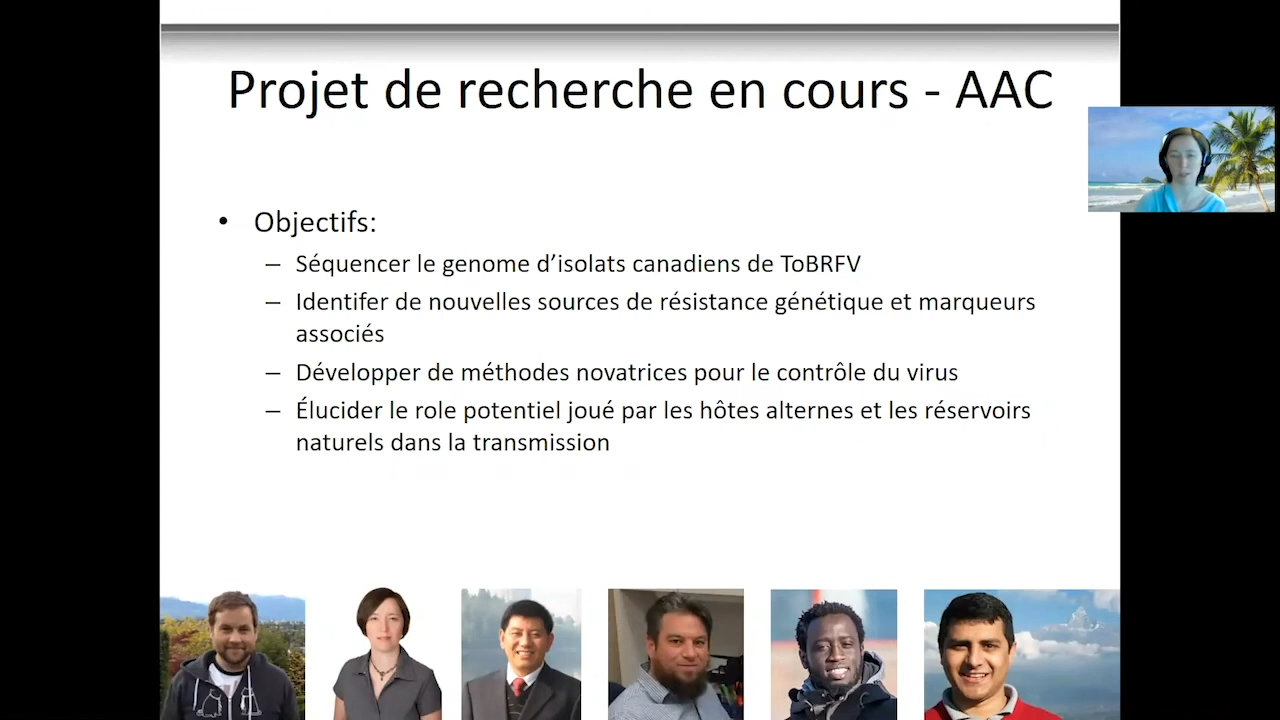 Projet de recherche en cours - AAC
• Objectifs:
– Séquencer le genome d’isolats canadiens de ToBRFV
– Identifer de nouvelles sources de résistance génétique et marqueurs
associés
– Développer de méthodes novatrices pour le contrôle du virus
– Élucider le role potentiel joué par les hôtes alternes et les réservoirs
naturels dans la transmission